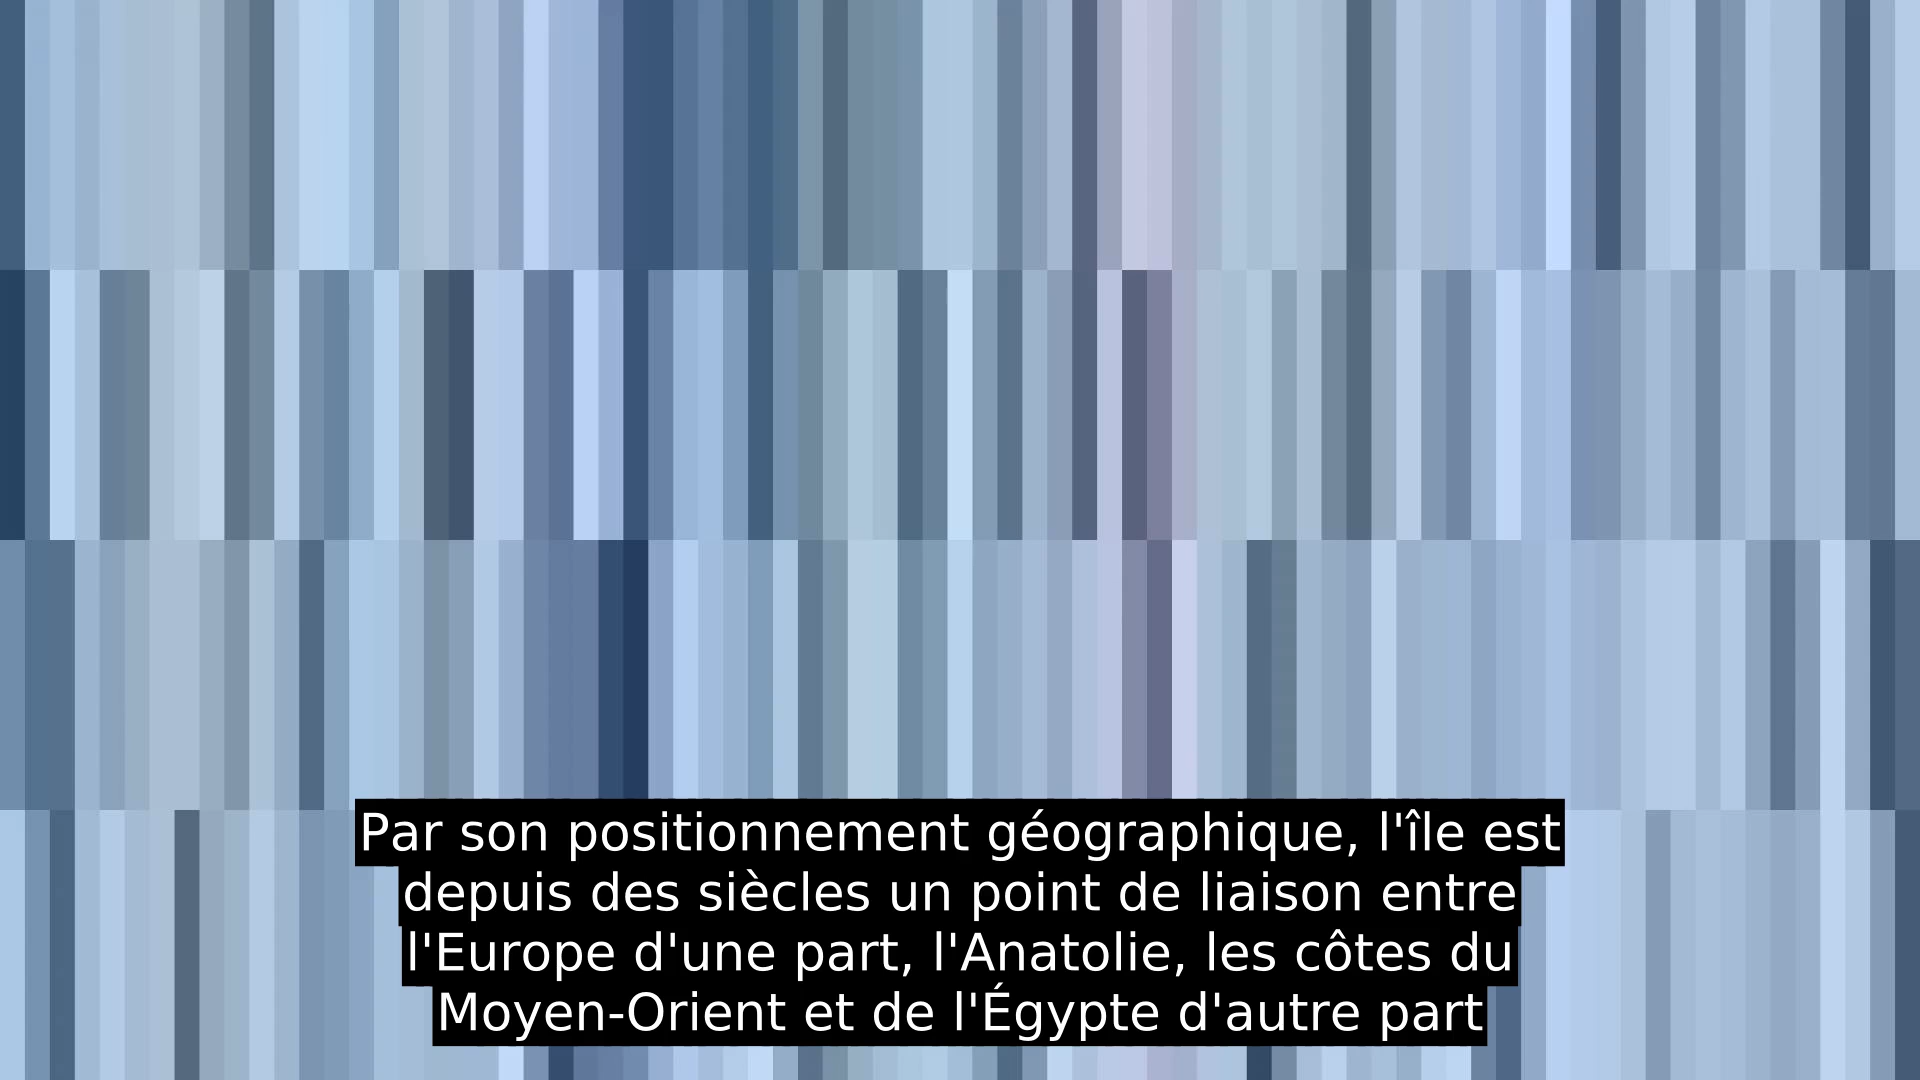 Par son positionnement géographique, l'île est
depuis des siècles un point de liaison entre
l'Europe d'une part, l'Anatolie, les côtes du
Moyen-Orient et de l'Égypte d'autre part